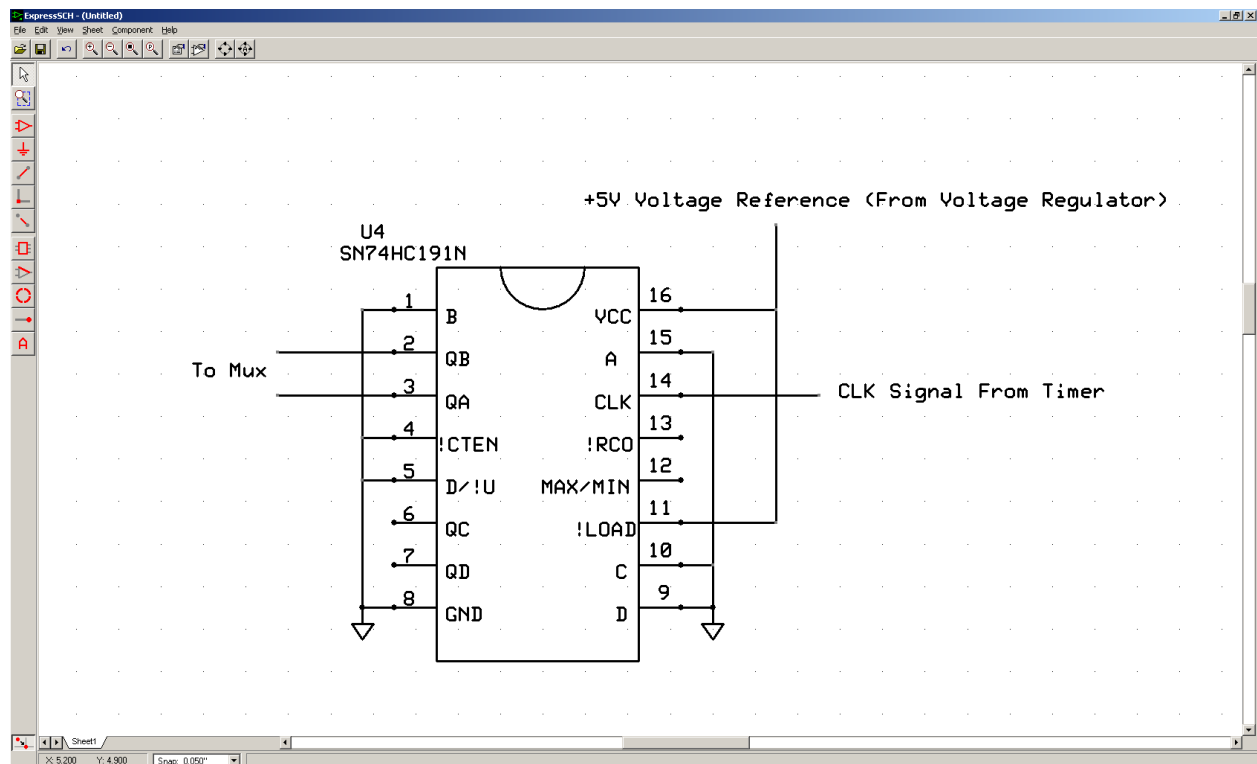 ExpressSCH - (Untitled)
File Edit View Sheet Component Help
+5V Voltage Reference (From Voltage Regulator)
U4
SN74HC191N
1 B
2 QB
3 QA
4 !CTEN
5 D/!U
6 QC
7 QD
8 GND
16 VCC
15 A
14 CLK
13 !RCO
12 MAX/MIN
11 !LOAD
10 C
9 D
To Mux
CLK Signal From Timer
A
Sheet1
X: 5.200 Y: 4.900 Snap: 0.050"